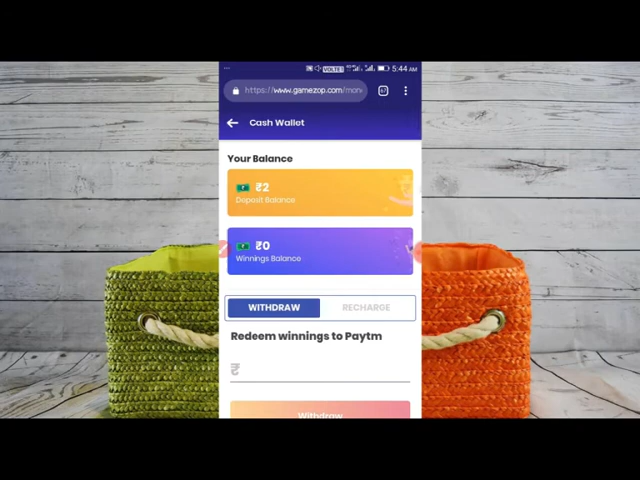 VOLTE
5:44 AM
https://www.gamezop.com/mon
57
Cash Wallet
Your Balance
₹2
Deposit Balance
₹0
Winnings Balance
WITHDRAW
RECHARGE
Redeem winnings to Paytm
₹
Withdraw